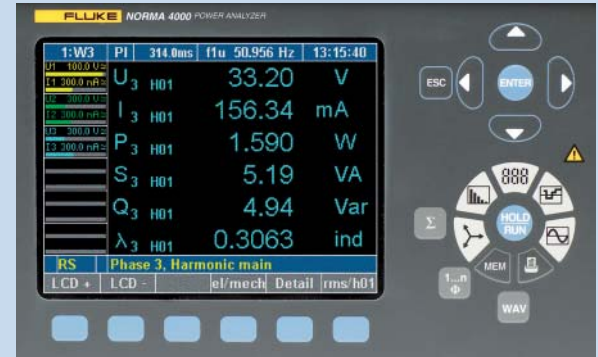 FLUKE NORMA 4000 POWER ANALYZER
1:W3 PI 314.0ms f1u 50.956 Hz 13:15:40
U1 100.0 V
I1 300.0 mA
U2 300.0 V
I2 300.0 mA
U3 300.0 V
I3 300.0 mA
U3 H01 33.20 V
I3 H01 156.34 mA
P3 H01 1.590 W
S3 H01 5.19 VA
Q3 H01 4.94 Var
λ3 H01 0.3063 ind
RS Phase 3, Harmonic main
LCD + LCD - el/mech Detail rms/h01
ESC
ENTER
888
HOLD
RUN
Σ
MEM
1...n
Φ
WAV